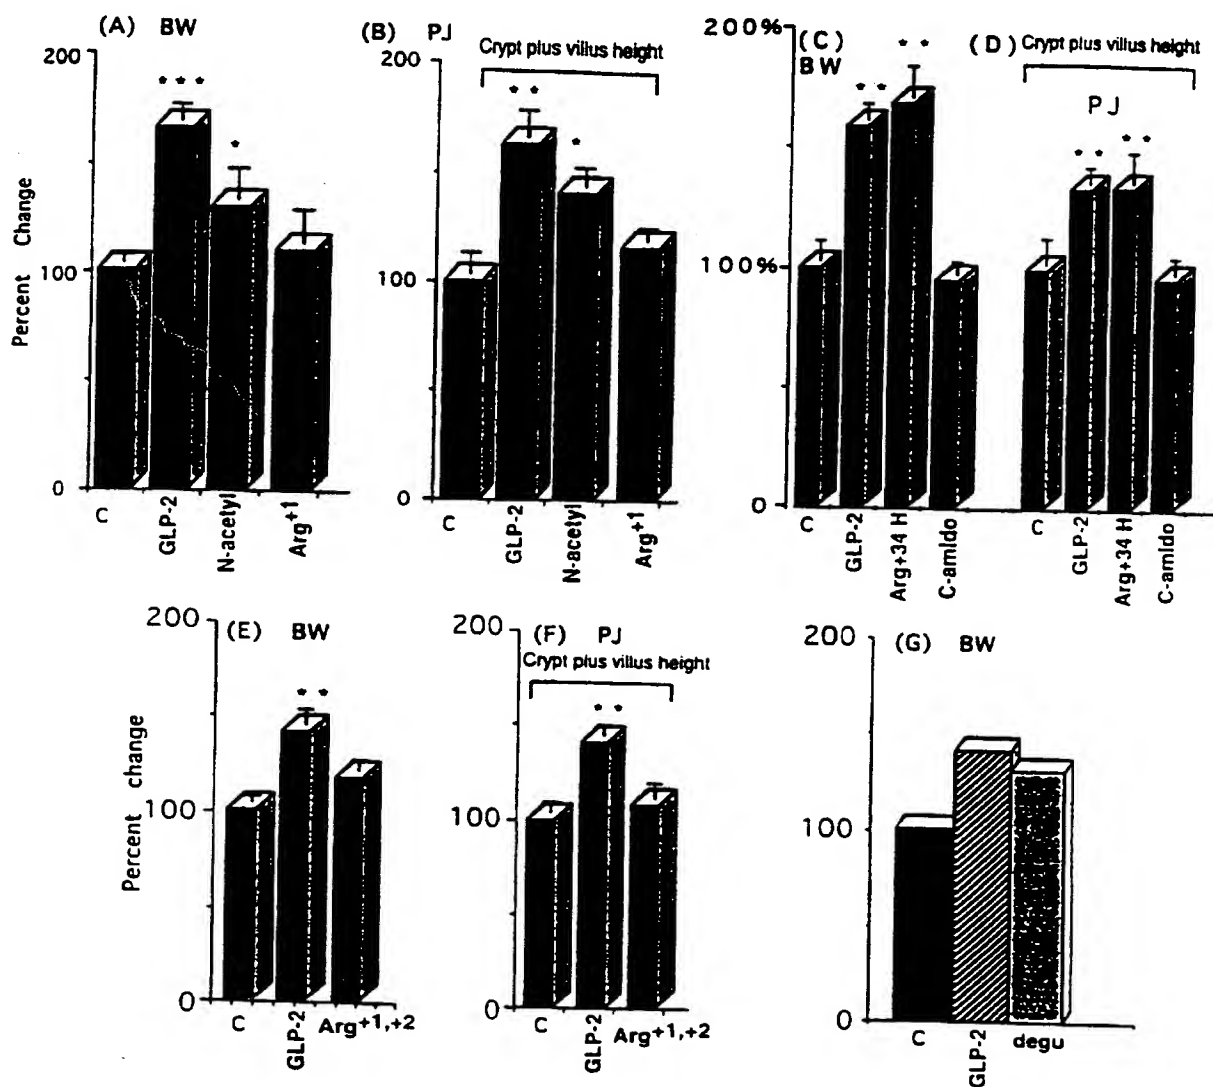 (A) BW
* * *
*
200
100
0
Percent Change
C
GLP-2
N-acetyl
Arg+1
(B) PJ
Crypt plus villus height
* *
*
200
100
0
C
GLP-2
N-acetyl
Arg+1
(C)
BW
* *
* *
200%
100%
0
C
GLP-2
Arg+34 H
C-amido
(D) Crypt plus villus height
PJ
* *
* *
C
GLP-2
Arg+34 H
C-amido
(E) BW
* *
200
100
0
Percent change
C
GLP-2
Arg+1,+2
(F) PJ
Crypt plus villus height
* *
200
100
0
C
GLP-2
Arg+1,+2
(G) BW
200
100
0
C
GLP-2
degu